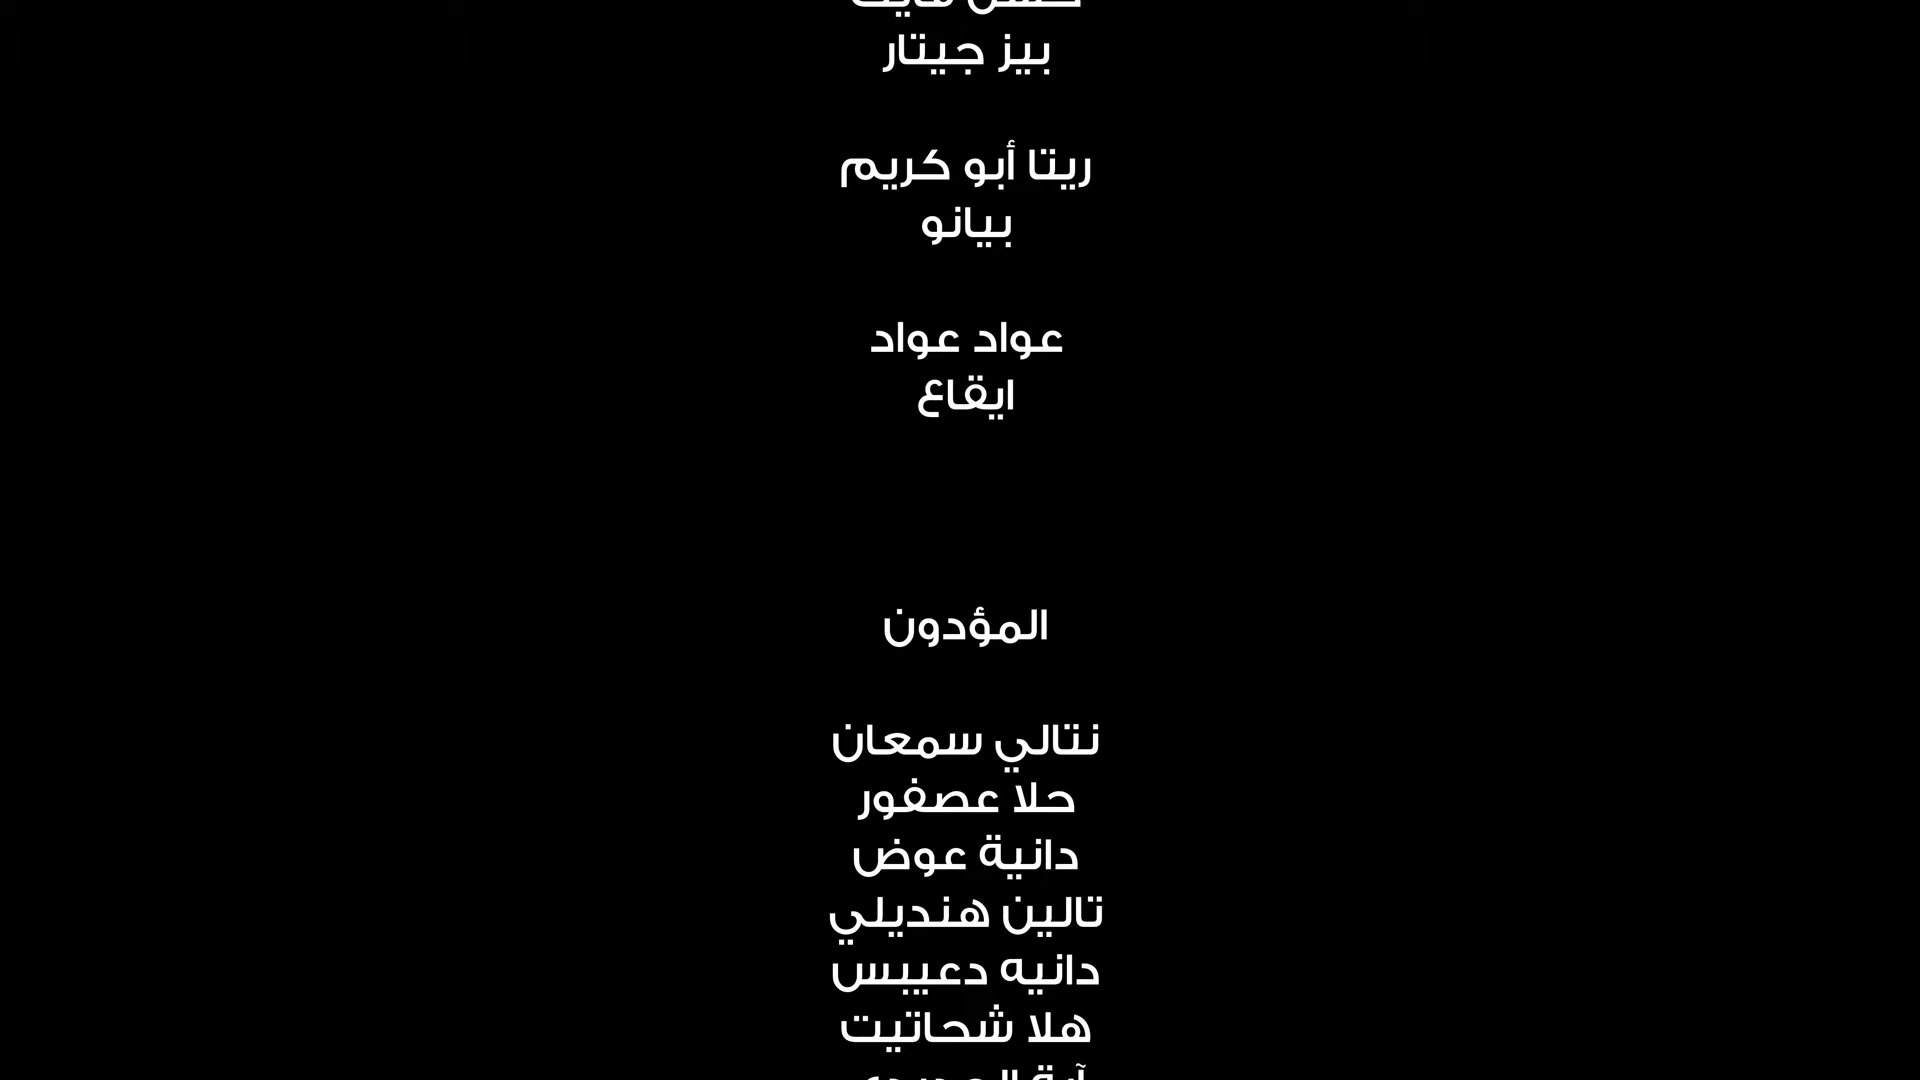 بيز جيتار
ريتا أبو كريم
بيانو
عواد عواد
ايقاع
المؤدون
نتالي سمعان
حلا عصفور
دانية عوض
تالين هنديلي
دانيه دعيبس
هلا شحاتيت